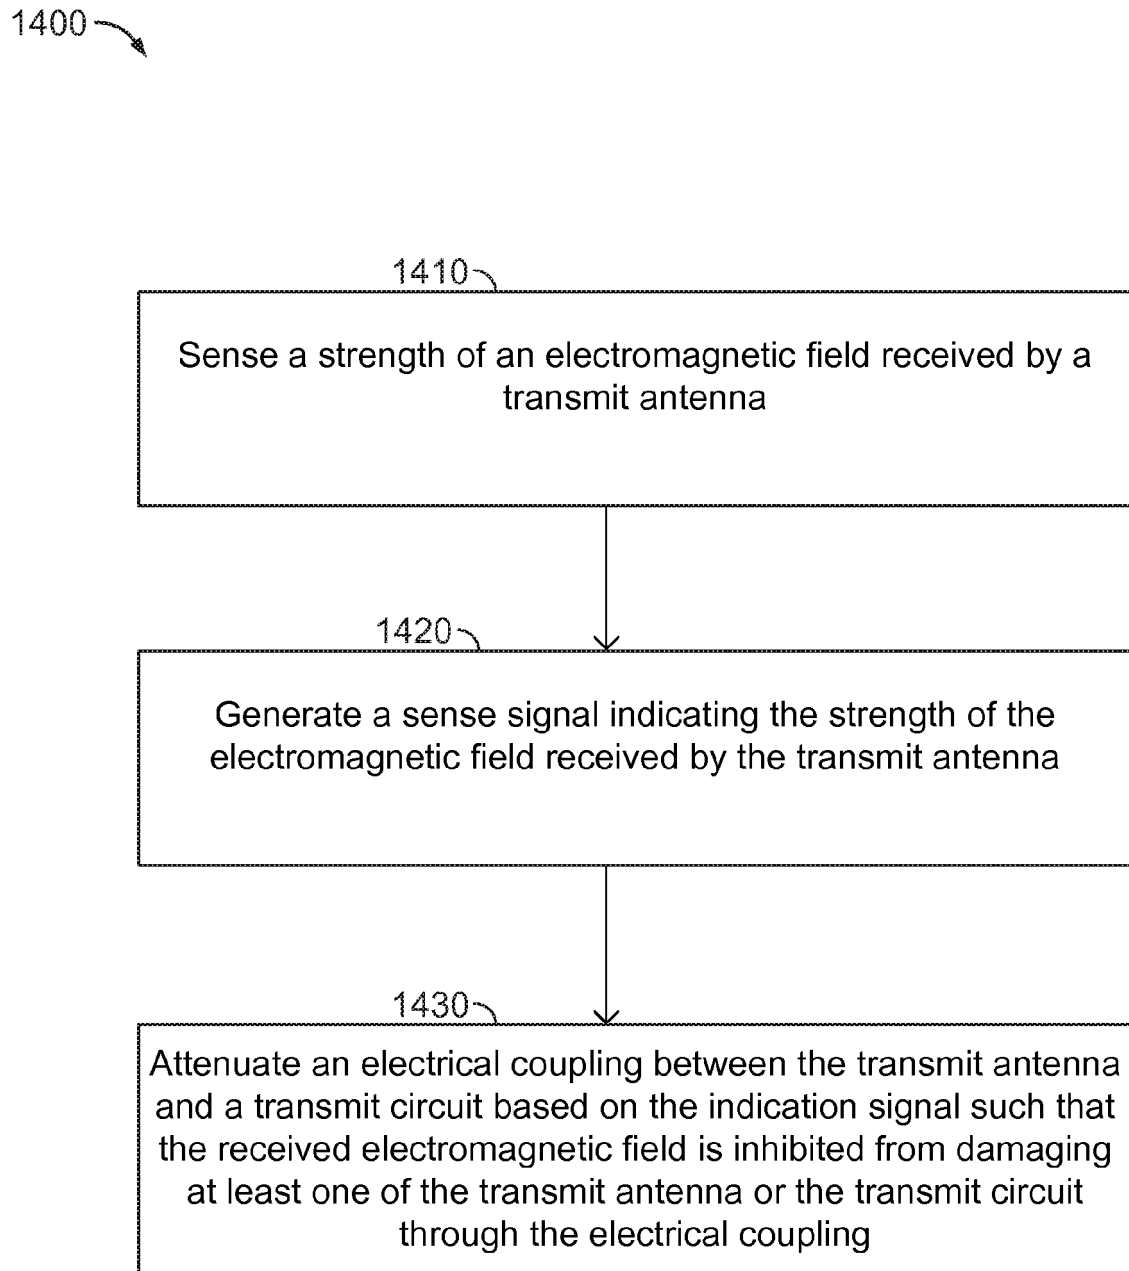 1400
1410
Sense a strength of an electromagnetic field received by a
transmit antenna
1420
Generate a sense signal indicating the strength of the
electromagnetic field received by the transmit antenna
1430
Attenuate an electrical coupling between the transmit antenna
and a transmit circuit based on the indication signal such that
the received electromagnetic field is inhibited from damaging
at least one of the transmit antenna or the transmit circuit
through the electrical coupling